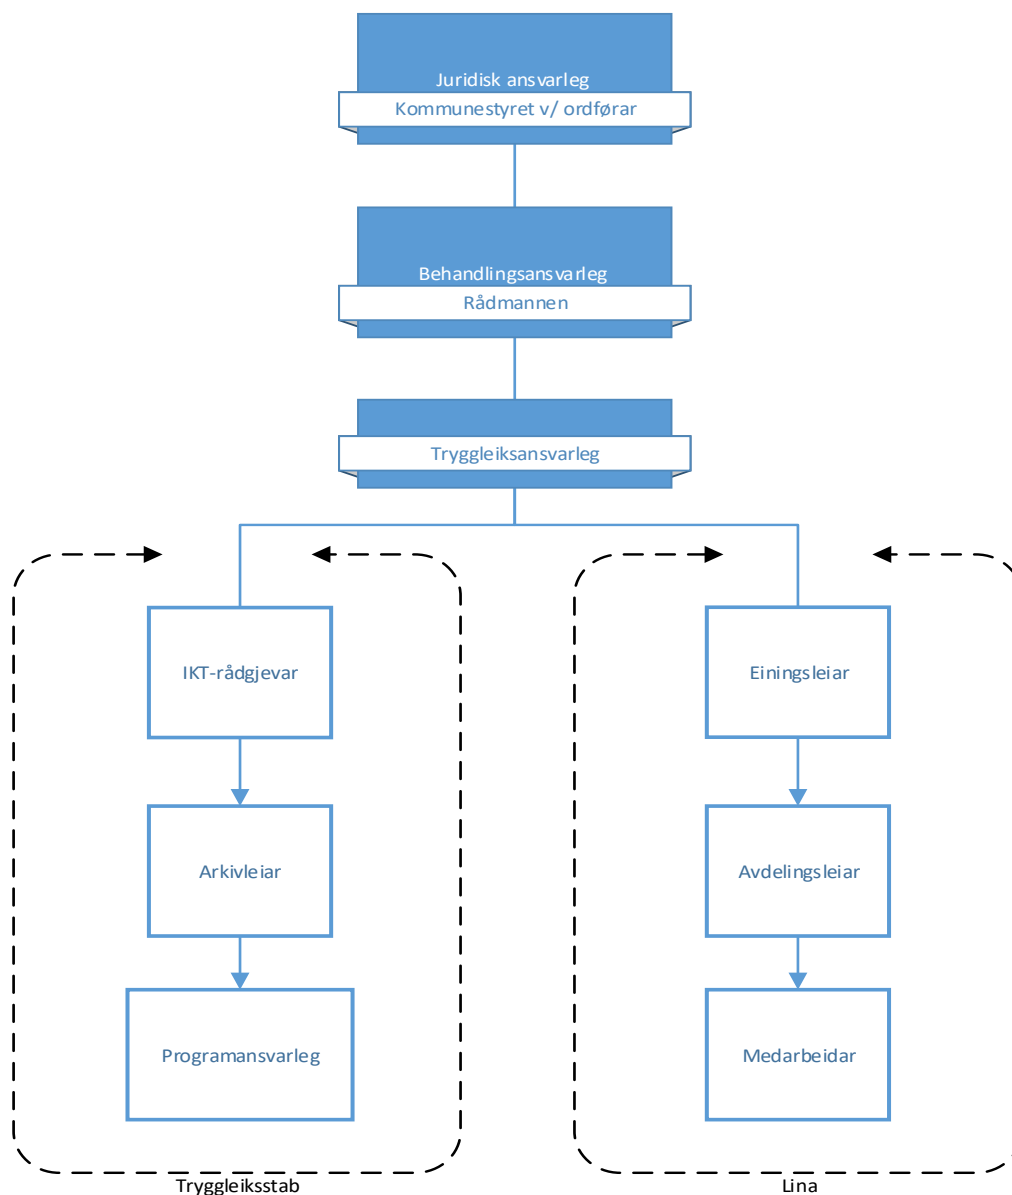 Juridisk ansvarleg
Kommunestyret v/ ordførar
Behandlingsansvarleg
Rådmannen
Tryggleiksansvarleg
IKT-rådgjevar
Arkivleiar
Programansvarleg
Tryggleiksstab
Einingsleiar
Avdelingsleiar
Medarbeidar
Lina